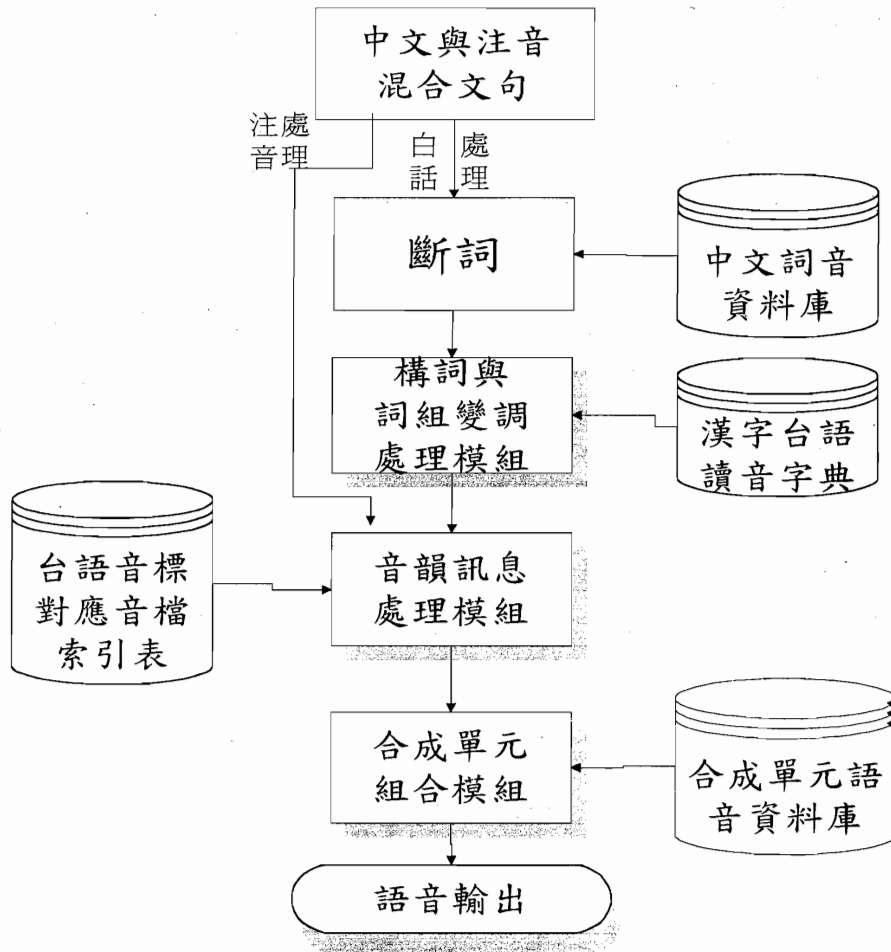 中文與注音
混合文句
注音
處理
白話
處理
斷詞
中文詞音
資料庫
構詞與
詞組變調
處理模組
漢字台語
讀音字典
台語音標
對應音檔
索引表
音韻訊息
處理模組
合成單元
組合模組
合成單元語
音資料庫
語音輸出